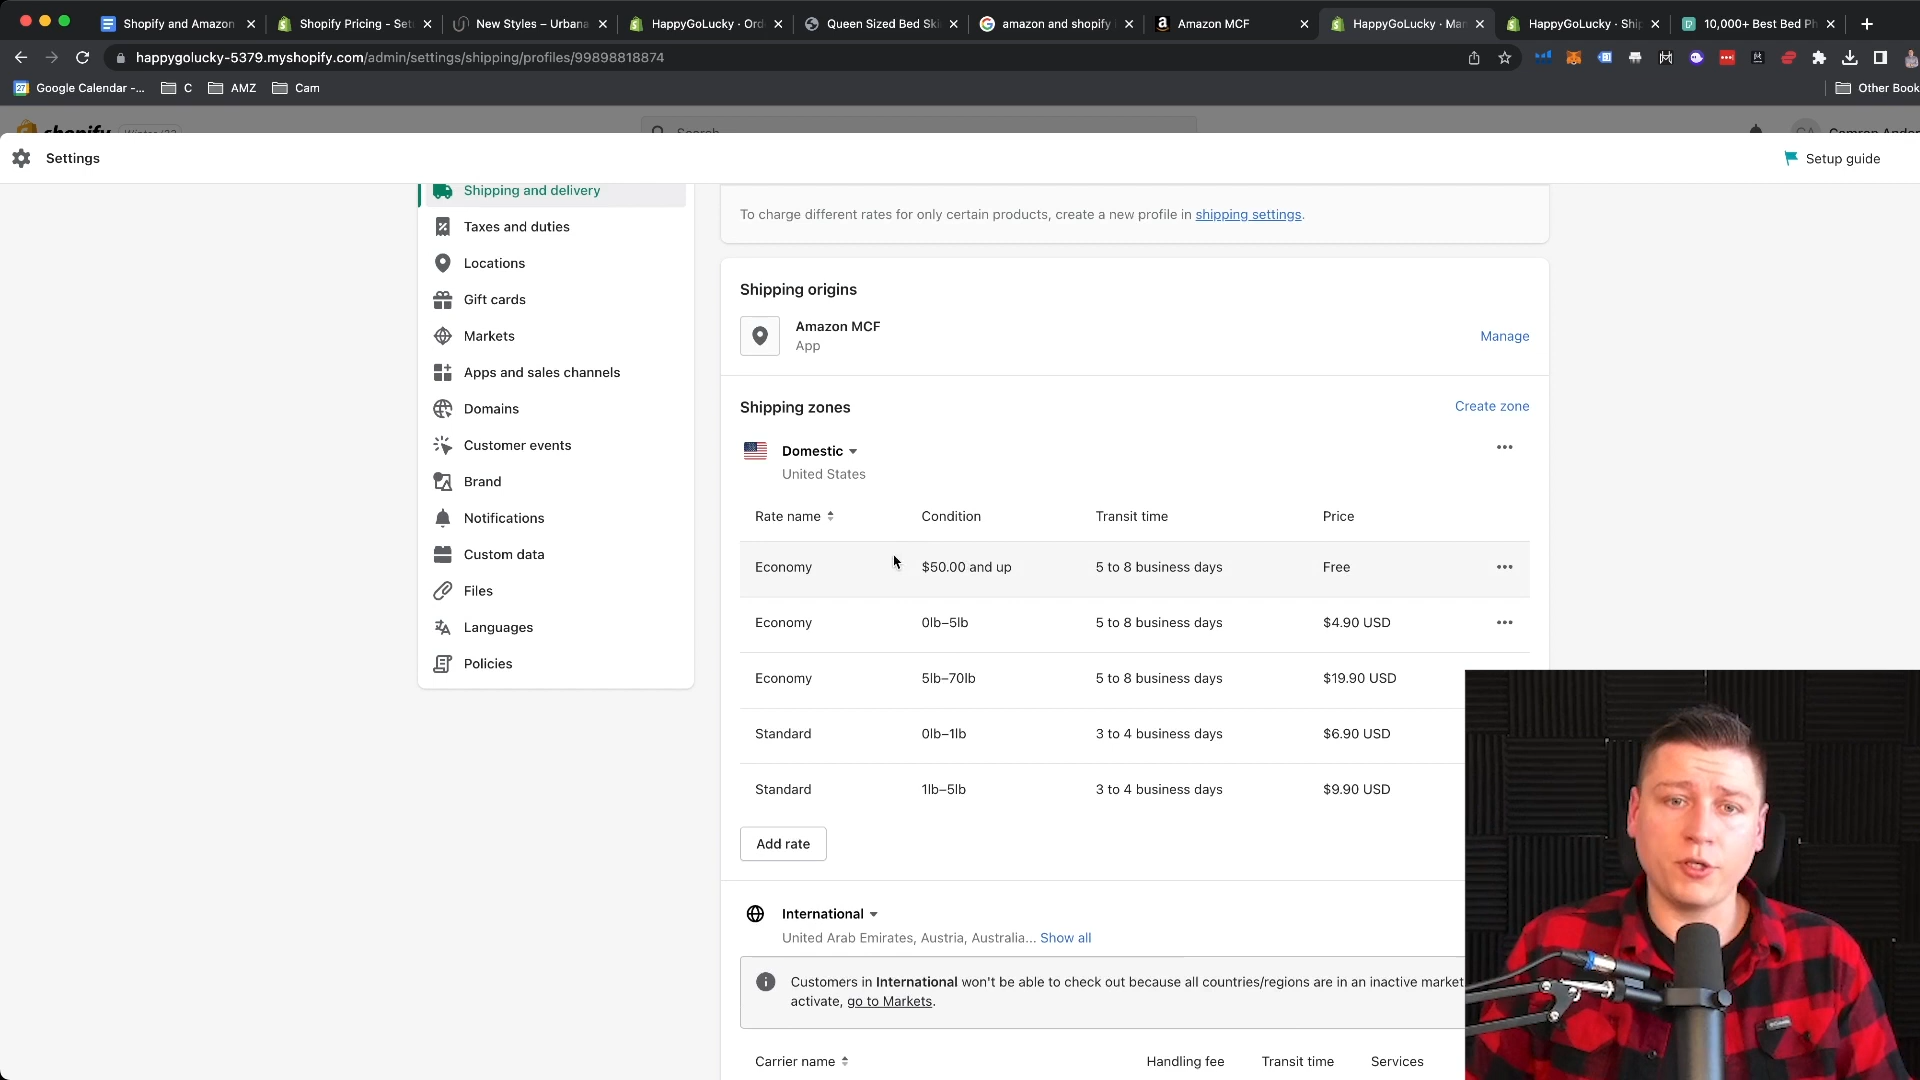 Shopify and Amazon
Shopify Pricing - Set
New Styles – Urbana
HappyGoLucky · Ord
Queen Sized Bed Sk
amazon and shopify
Amazon MCF
HappyGoLucky · Ma
HappyGoLucky · Ship
10,000+ Best Bed Ph
happygolucky-5379.myshopify.com/admin/settings/shipping/profiles/99898818874
Google Calendar -...
C
AMZ
Cam
Other Book
shopify
Search
Settings
Setup guide
Shipping and delivery
Taxes and duties
Locations
Gift cards
Markets
Apps and sales channels
Domains
Customer events
Brand
Notifications
Custom data
Files
Languages
Policies
To charge different rates for only certain products, create a new profile in shipping settings.
Shipping origins
Amazon MCF
App
Manage
Shipping zones
Create zone
Domestic
United States
Rate name Condition Transit time Price
Economy $50.00 and up 5 to 8 business days Free
Economy 0lb–5lb 5 to 8 business days $4.90 USD
Economy 5lb–70lb 5 to 8 business days $19.90 USD
Standard 0lb–1lb 3 to 4 business days $6.90 USD
Standard 1lb–5lb 3 to 4 business days $9.90 USD
Add rate
International
United Arab Emirates, Austria, Australia... Show all
Customers in International won't be able to check out because all countries/regions are in an inactive market
activate, go to Markets.
Carrier name Handling fee Transit time Services